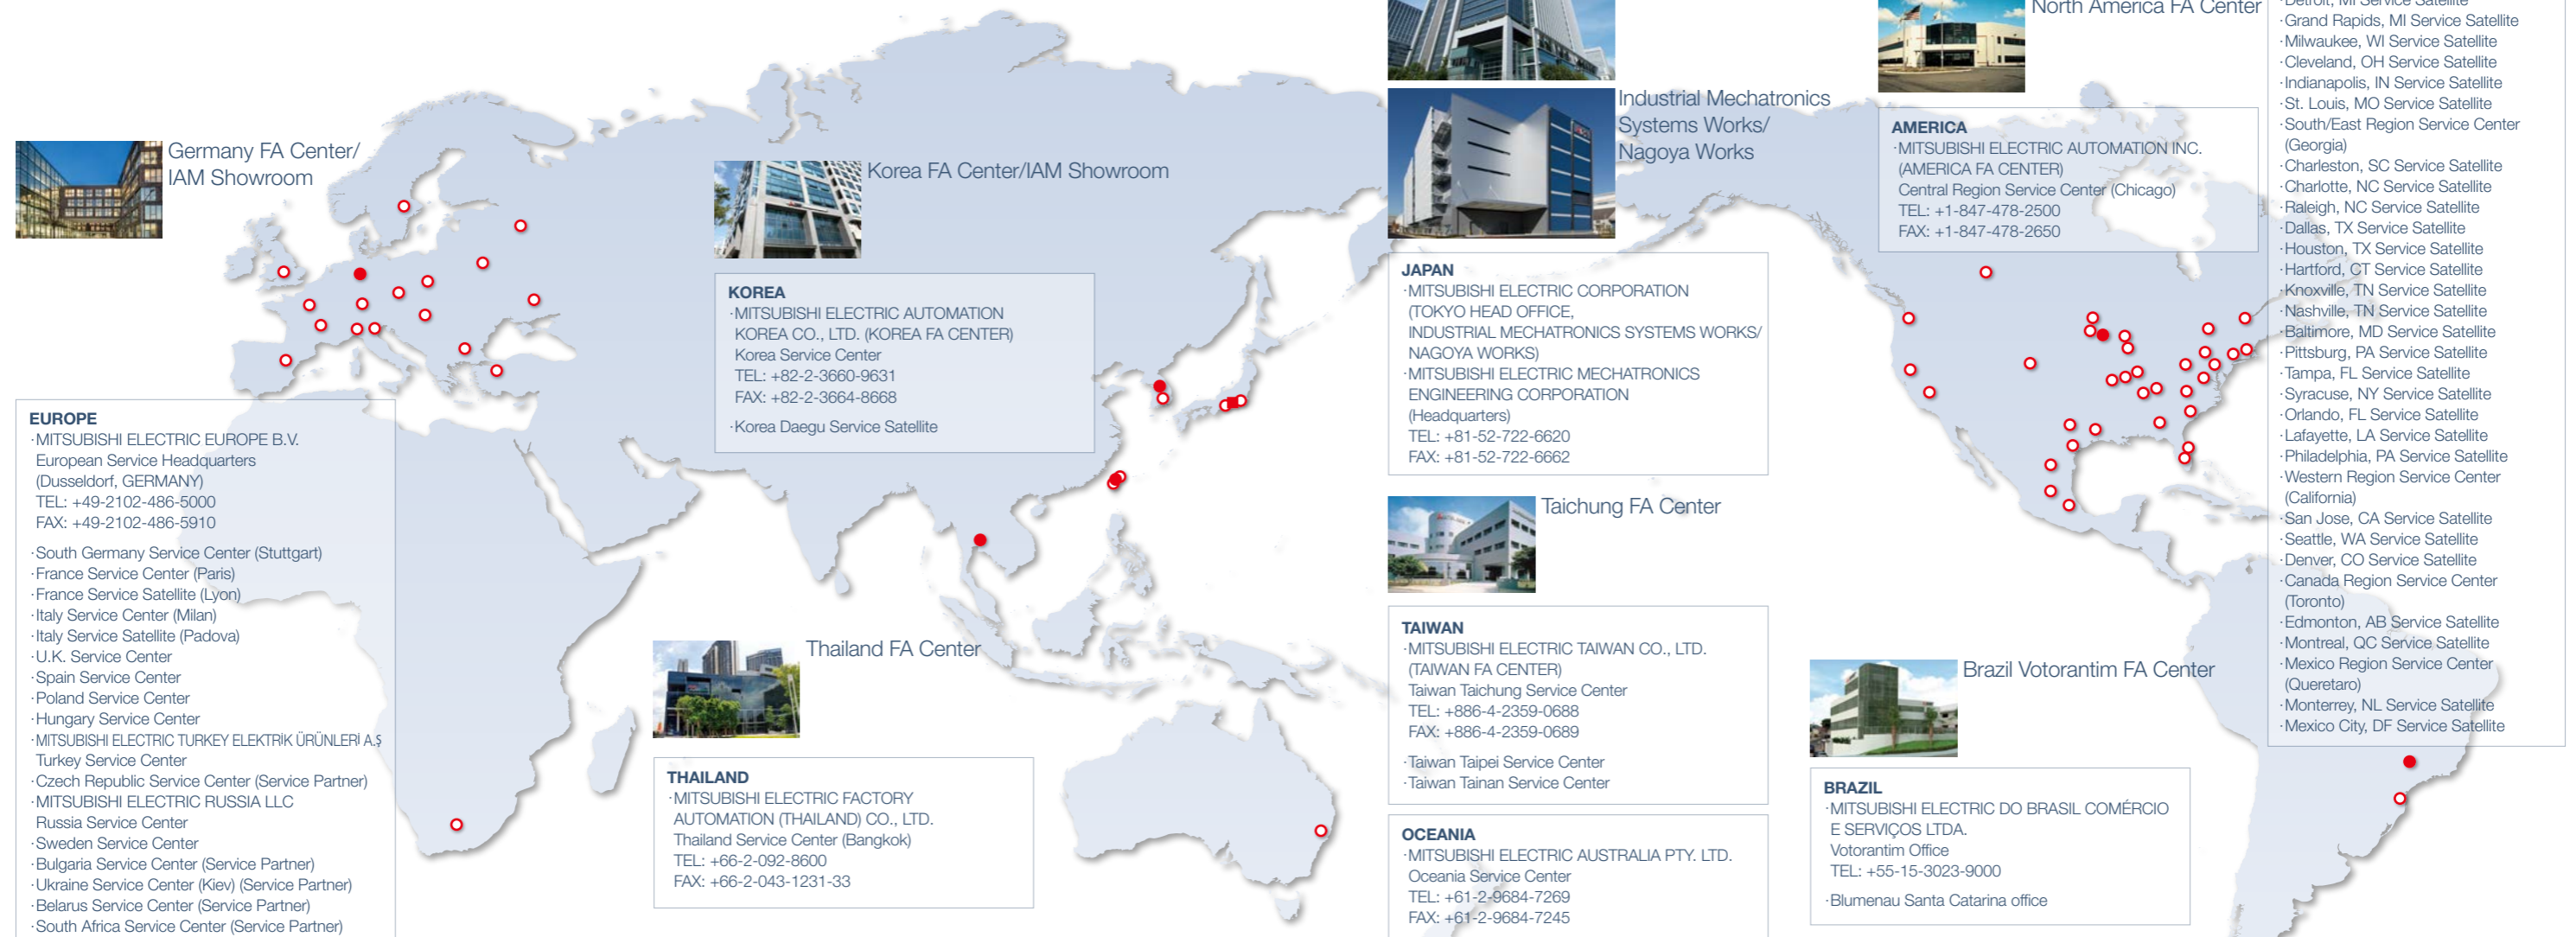 Germany FA Center/
IAM Showroom
EUROPE
·MITSUBISHI ELECTRIC EUROPE B.V.
European Service Headquarters
(Dusseldorf, GERMANY)
TEL: +49-2102-486-5000
FAX: +49-2102-486-5910
·South Germany Service Center (Stuttgart)
·France Service Center (Paris)
·France Service Satellite (Lyon)
·Italy Service Center (Milan)
·Italy Service Satellite (Padova)
·U.K. Service Center
·Spain Service Center
·Poland Service Center
·Hungary Service Center
·MITSUBISHI ELECTRIC TURKEY ELEKTRİK ÜRÜNLERİ A.Ş
Turkey Service Center
·Czech Republic Service Center (Service Partner)
·MITSUBISHI ELECTRIC RUSSIA LLC
Russia Service Center
·Sweden Service Center
·Bulgaria Service Center (Service Partner)
·Ukraine Service Center (Kiev) (Service Partner)
·Belarus Service Center (Service Partner)
·South Africa Service Center (Service Partner)
Korea FA Center/IAM Showroom
KOREA
·MITSUBISHI ELECTRIC AUTOMATION
KOREA CO., LTD. (KOREA FA CENTER)
Korea Service Center
TEL: +82-2-3660-9631
FAX: +82-2-3664-8668
·Korea Daegu Service Satellite
Thailand FA Center
THAILAND
·MITSUBISHI ELECTRIC FACTORY
AUTOMATION (THAILAND) CO., LTD.
Thailand Service Center (Bangkok)
TEL: +66-2-092-8600
FAX: +66-2-043-1231-33
Industrial Mechatronics
Systems Works/
Nagoya Works
JAPAN
·MITSUBISHI ELECTRIC CORPORATION
(TOKYO HEAD OFFICE,
INDUSTRIAL MECHATRONICS SYSTEMS WORKS/
NAGOYA WORKS)
·MITSUBISHI ELECTRIC MECHATRONICS
ENGINEERING CORPORATION
(Headquarters)
TEL: +81-52-722-6620
FAX: +81-52-722-6662
Taichung FA Center
TAIWAN
·MITSUBISHI ELECTRIC TAIWAN CO., LTD.
(TAIWAN FA CENTER)
Taiwan Taichung Service Center
TEL: +886-4-2359-0688
FAX: +886-4-2359-0689
·Taiwan Taipei Service Center
·Taiwan Tainan Service Center
OCEANIA
·MITSUBISHI ELECTRIC AUSTRALIA PTY. LTD.
Oceania Service Center
TEL: +61-2-9684-7269
FAX: +61-2-9684-7245
North America FA Center
AMERICA
·MITSUBISHI ELECTRIC AUTOMATION INC.
(AMERICA FA CENTER)
Central Region Service Center (Chicago)
TEL: +1-847-478-2500
FAX: +1-847-478-2650
·Detroit, MI Service Satellite
·Grand Rapids, MI Service Satellite
·Milwaukee, WI Service Satellite
·Cleveland, OH Service Satellite
·Indianapolis, IN Service Satellite
·St. Louis, MO Service Satellite
·South/East Region Service Center
(Georgia)
·Charleston, SC Service Satellite
·Charlotte, NC Service Satellite
·Raleigh, NC Service Satellite
·Dallas, TX Service Satellite
·Houston, TX Service Satellite
·Hartford, CT Service Satellite
·Knoxville, TN Service Satellite
·Nashville, TN Service Satellite
·Baltimore, MD Service Satellite
·Pittsburg, PA Service Satellite
·Tampa, FL Service Satellite
·Syracuse, NY Service Satellite
·Orlando, FL Service Satellite
·Lafayette, LA Service Satellite
·Philadelphia, PA Service Satellite
·Western Region Service Center
(California)
·San Jose, CA Service Satellite
·Seattle, WA Service Satellite
·Denver, CO Service Satellite
·Canada Region Service Center
(Toronto)
·Edmonton, AB Service Satellite
·Montreal, QC Service Satellite
·Mexico Region Service Center
(Queretaro)
·Monterrey, NL Service Satellite
·Mexico City, DF Service Satellite
Brazil Votorantim FA Center
BRAZIL
·MITSUBISHI ELECTRIC DO BRASIL COMÉRCIO
E SERVIÇOS LTDA.
Votorantim Office
TEL: +55-15-3023-9000
·Blumenau Santa Catarina office